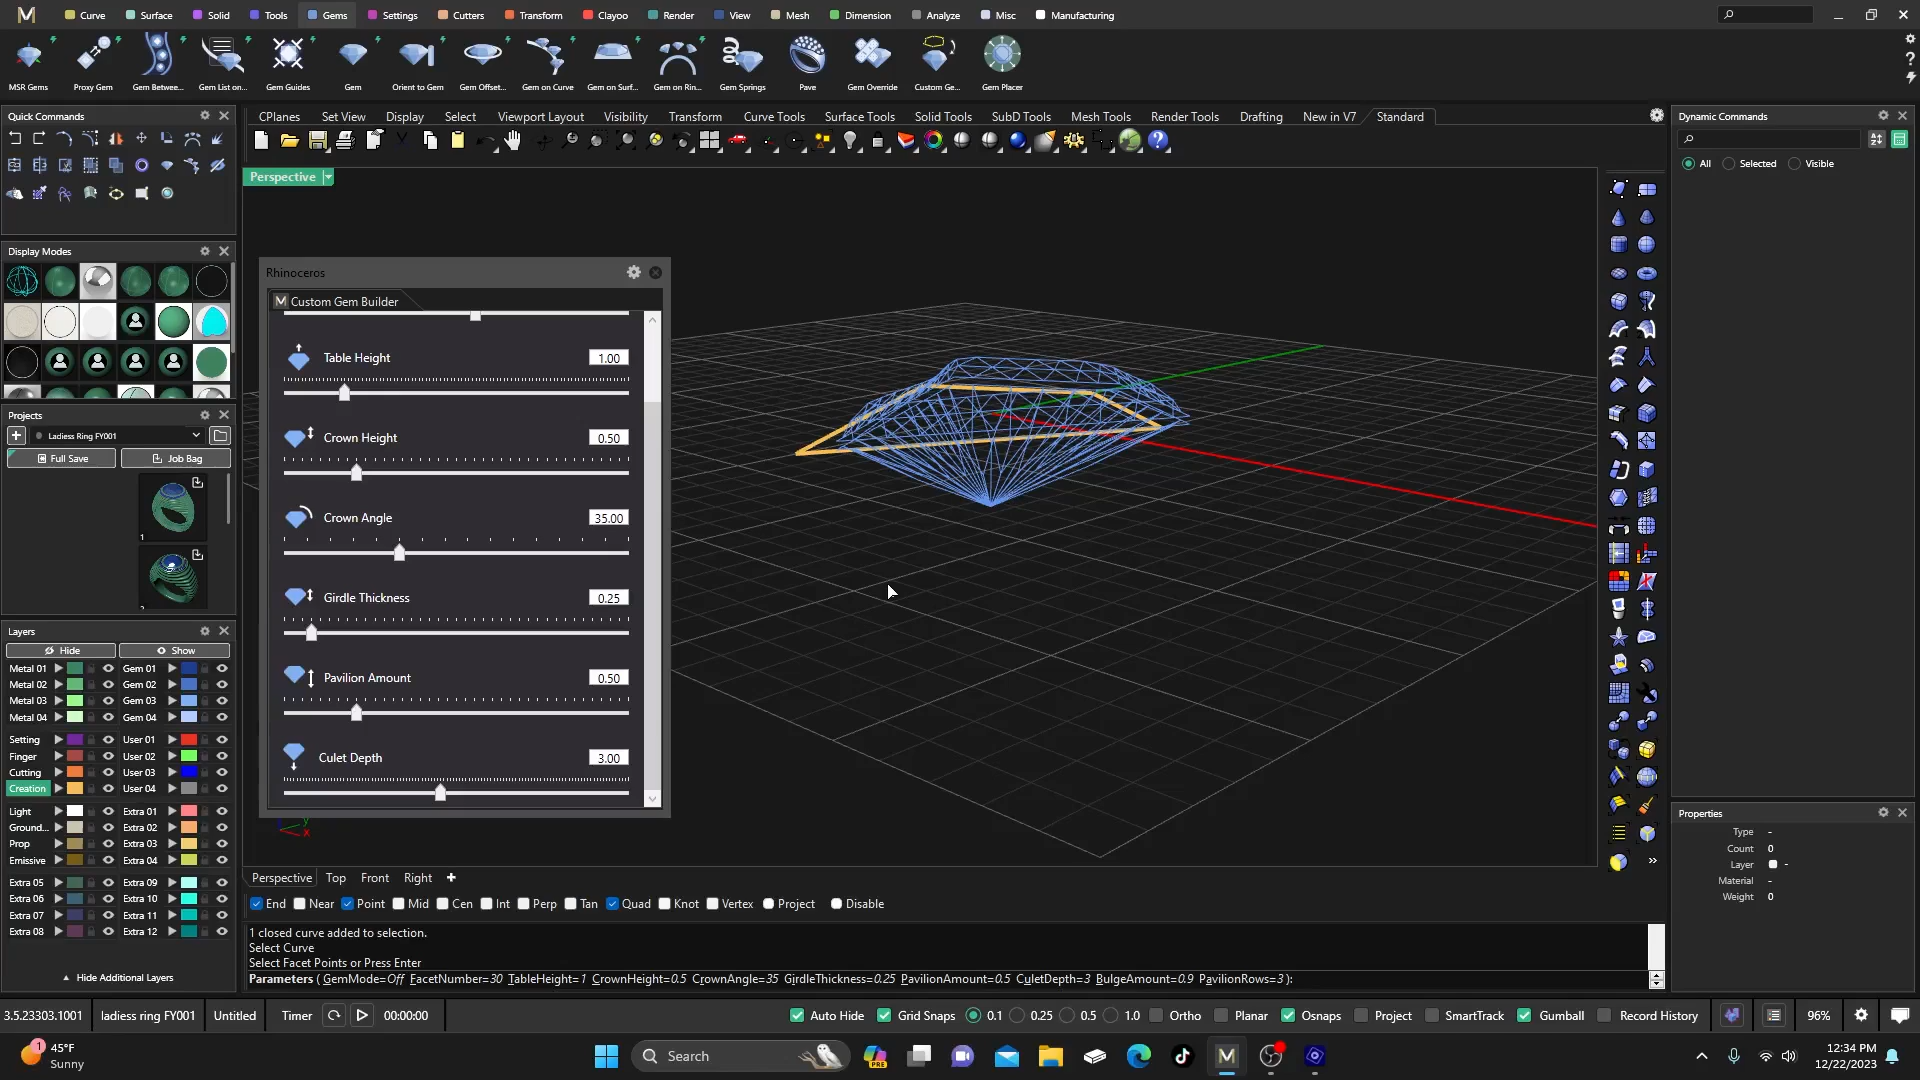 Curve Surface Solid Tools Gems Settings Cutters Transform Clayoo Render View Mesh Dimension Analyze Misc Manufacturing
MSR Gems Proxy Gem Gem Betwee... Gem List on... Gem Guides Gem Orient to Gem Gem Offset... Gem on Curve Gem on Surf... Gem on Rin... Gem Springs Pave Gem Override Custom Ge... Gem Placer
Quick Commands
CPlanes Set View Display Select Viewport Layout Visibility Transform Curve Tools Surface Tools Solid Tools SubD Tools Mesh Tools Render Tools Drafting New in V7 Standard
Dynamic Commands
All Selected Visible
Perspective
Display Modes
Rhinoceros
Custom Gem Builder
Table Height 1.00
Crown Height 0.50
Crown Angle 35.00
Girdle Thickness 0.25
Pavilion Amount 0.50
Culet Depth 3.00
Projects
Ladiess Ring FY001
Full Save Job Bag
1
2
Layers
Hide Show
Metal 01 Gem 01
Metal 02 Gem 02
Metal 03 Gem 03
Metal 04 Gem 04
Setting User 01
Finger User 02
Cutting User 03
Creation User 04
Light Extra 01
Ground... Extra 02
Prop Extra 03
Emissive Extra 04
Extra 05 Extra 09
Extra 06 Extra 10
Extra 07 Extra 11
Extra 08 Extra 12
Hide Additional Layers
y
x
Properties
Type -
Count 0
Layer -
Material -
Weight 0
Perspective Top Front Right
End Near Point Mid Cen Int Perp Tan Quad Knot Vertex Project Disable
1 closed curve added to selection.
Select Curve
Select Facet Points or Press Enter
Parameters ( GemMode=Off FacetNumber=30 TableHeight=1 CrownHeight=0.5 CrownAngle=35 GirdleThickness=0.25 PavilionAmount=0.5 CuletDepth=3 BulgeAmount=0.9 PavilionRows=3 ):
3.5.23303.1001 ladiess ring FY001 Untitled Timer 00:00:00 Auto Hide Grid Snaps 0.1 0.25 0.5 1.0 Ortho Planar Osnaps Project SmartTrack Gumball Record History 96%
1
45°F
Sunny
Search
PRE
12:34 PM
12/22/2023